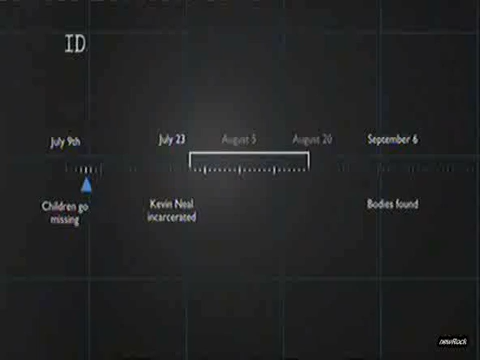 ID
July 9th July 23 August 5 August 20 September 6
Children go
missing
Kevin Neal
incarcerated
Bodies found
newRock